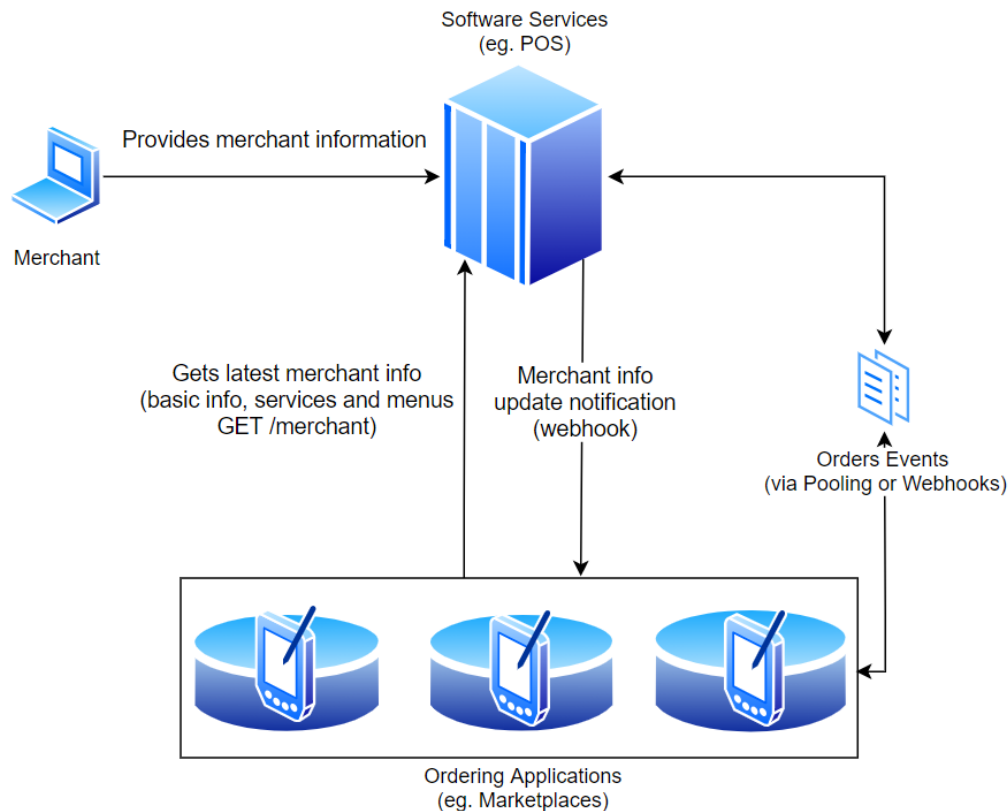 Software Services
(eg. POS)
Provides merchant information
Merchant
Gets latest merchant info
(basic info, services and menus
GET /merchant)
Merchant info
update notification
(webhook)
Orders Events
(via Pooling or Webhooks)
Ordering Applications
(eg. Marketplaces)